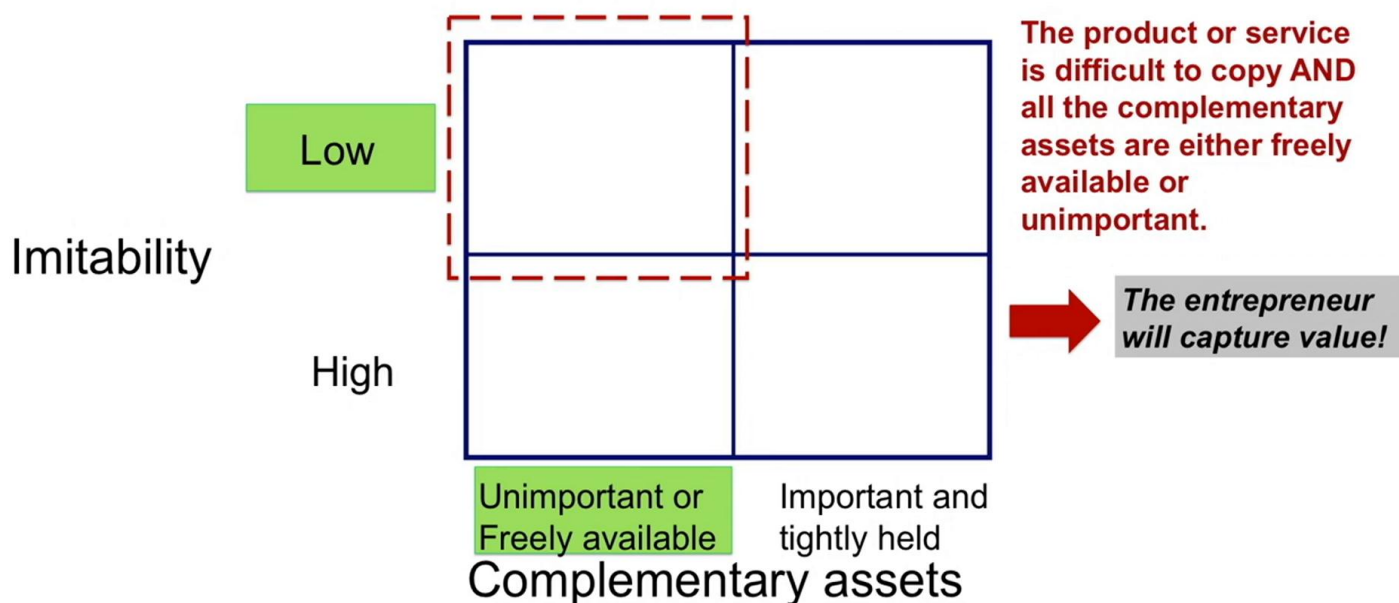 The product or service
is difficult to copy AND
all the complementary
assets are either freely
available or
unimportant.
Low
Imitability
The entrepreneur
will capture value!
High
Unimportant or
Freely available
Important and
tightly held
Complementary assets